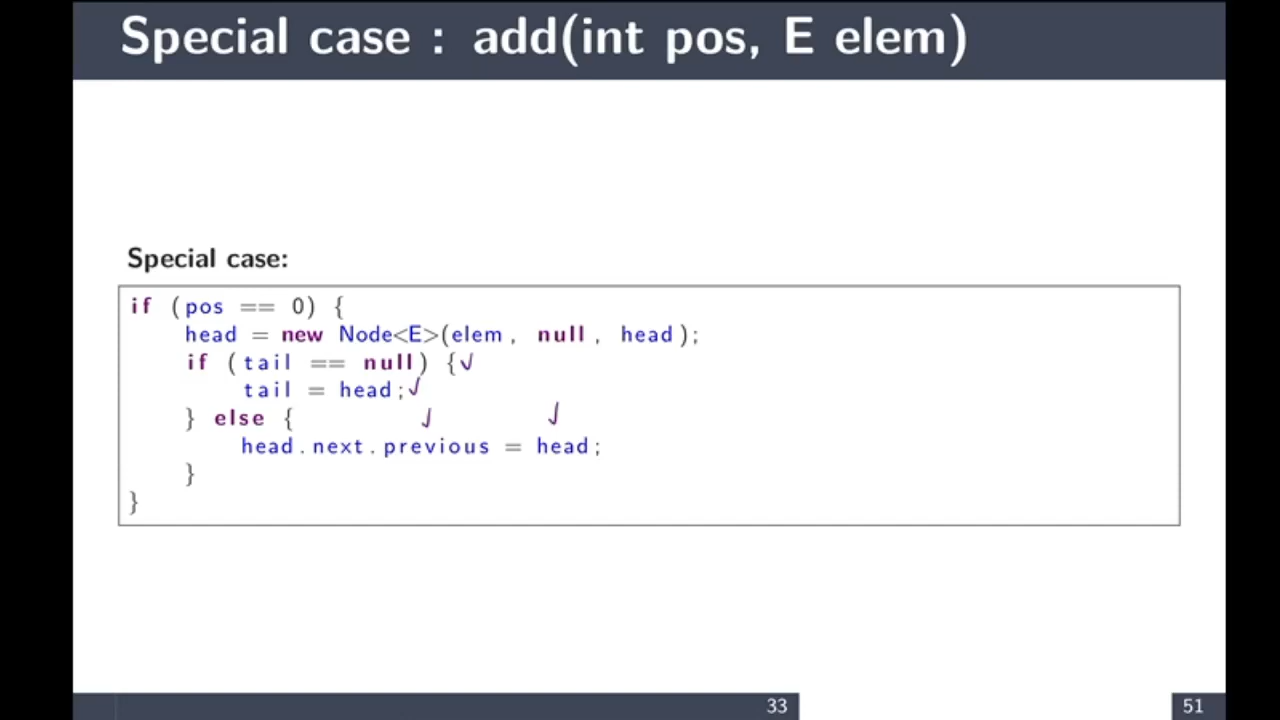 Special case : add(int pos, E elem)
Special case:
if (pos == 0) {
head = new Node<E>(elem, null, head);
if (tail == null) {
tail = head;
} else {
head.next.previous = head;
}
}
33
51